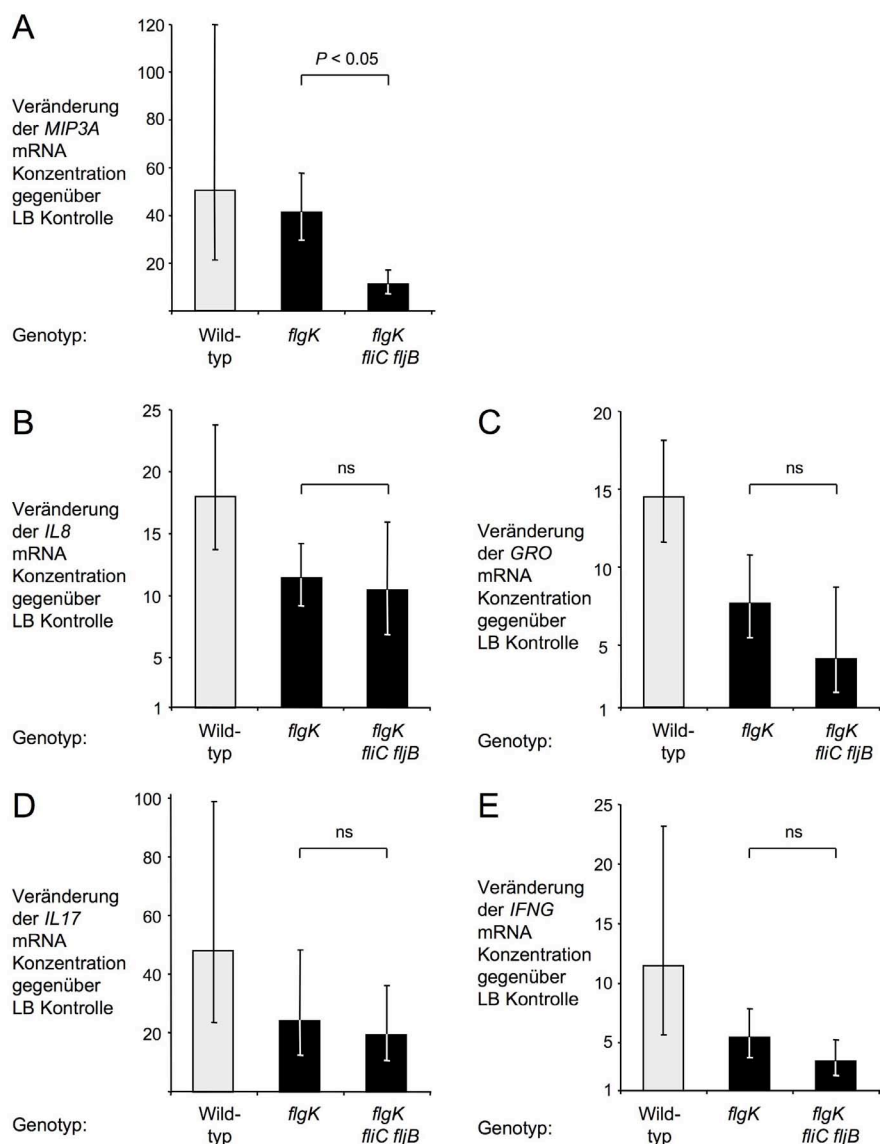 A
120
100
80
60
40
20
P < 0.05
Veränderung
der MIP3A
mRNA
Konzentration
gegenüber
LB Kontrolle
Genotyp:
Wild-
typ
flgK
flgK
fliC fljB
B
25
20
15
10
5
1
ns
Veränderung
der IL8
mRNA
Konzentration
gegenüber
LB Kontrolle
Genotyp:
Wild-
typ
flgK
flgK
fliC fljB
C
20
15
10
5
1
ns
Veränderung
der GRO
mRNA
Konzentration
gegenüber
LB Kontrolle
Genotyp:
Wild-
typ
flgK
flgK
fliC fljB
D
100
80
60
40
20
ns
Veränderung
der IL17
mRNA
Konzentration
gegenüber
LB Kontrolle
Genotyp:
Wild-
typ
flgK
flgK
fliC fljB
E
25
20
15
10
5
1
ns
Veränderung
der IFNG
mRNA
Konzentration
gegenüber
LB Kontrolle
Genotyp:
Wild-
typ
flgK
flgK
fliC fljB